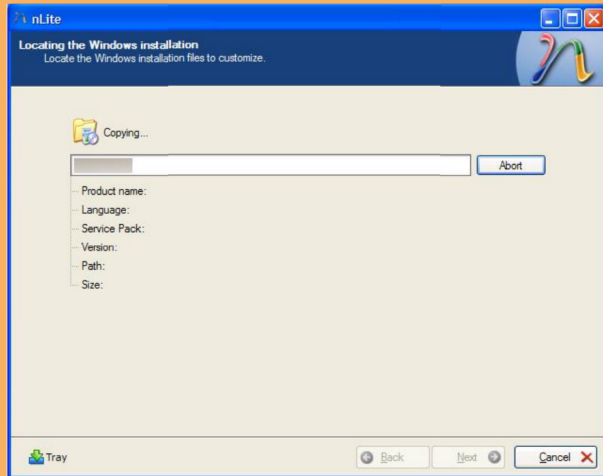 nLite
Locating the Windows installation
Locate the Windows installation files to customize.
Copying...
Abort
Product name:
Language:
Service Pack:
Version:
Path:
Size:
Tray
Back
Next
Cancel